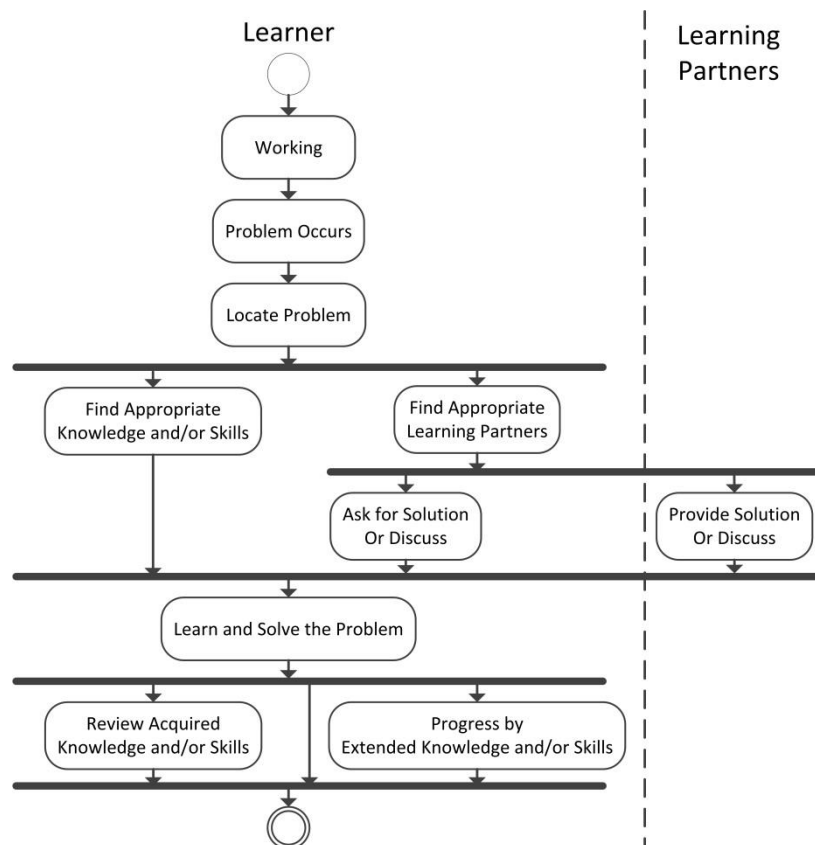 Learner
Learning
Partners
Working
Problem Occurs
Locate Problem
Find Appropriate
Knowledge and/or Skills
Find Appropriate
Learning Partners
Ask for Solution
Or Discuss
Provide Solution
Or Discuss
Learn and Solve the Problem
Review Acquired
Knowledge and/or Skills
Progress by
Extended Knowledge and/or Skills